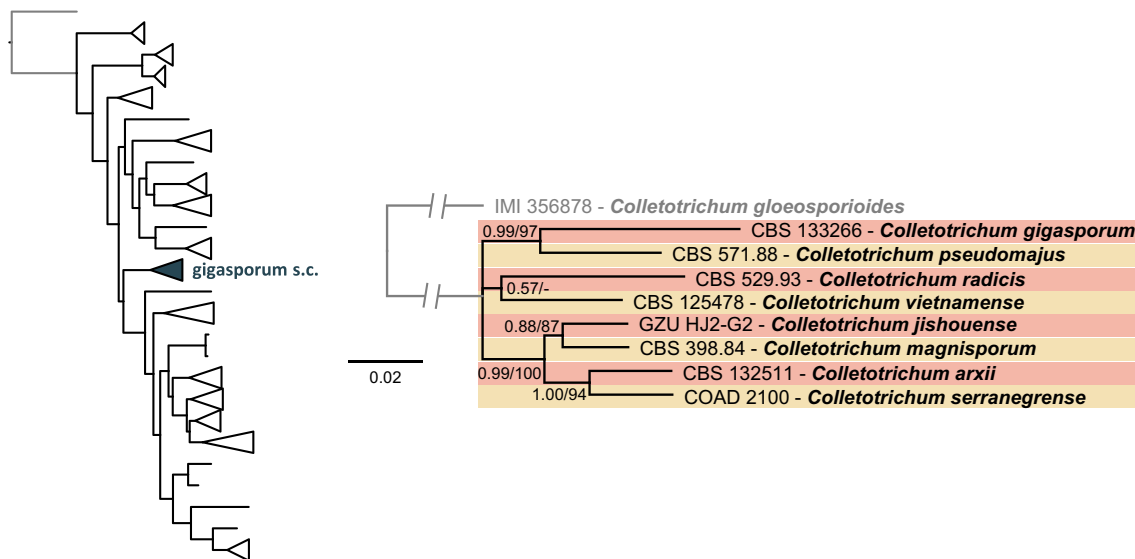 gigasporum s.c.
IMI 356878 - Colletotrichum gloeosporioides
0.99/97
CBS 133266 - Colletotrichum gigasporum
CBS 571.88 - Colletotrichum pseudomajus
CBS 529.93 - Colletotrichum radicis
0.57/-
CBS 125478 - Colletotrichum vietnamense
0.88/87
GZU HJ2-G2 - Colletotrichum jishouense
CBS 398.84 - Colletotrichum magnisporum
0.02
0.99/100
CBS 132511 - Colletotrichum arxii
1.00/94
COAD 2100 - Colletotrichum serranegrense